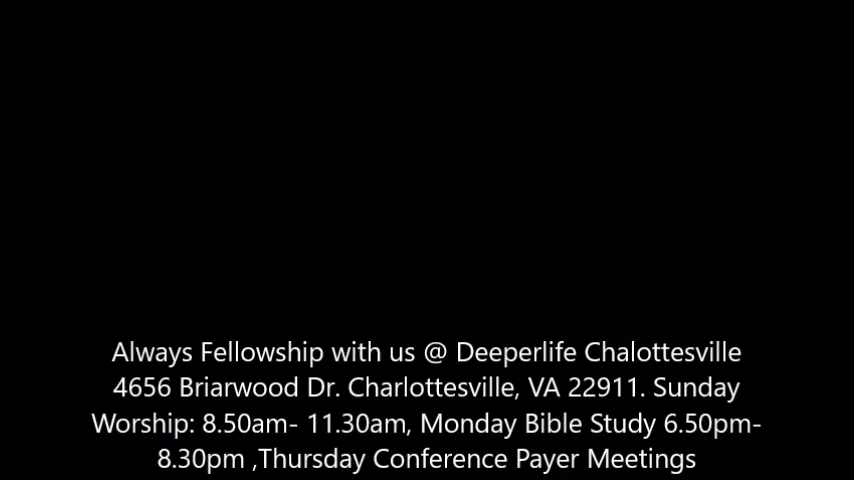 Always Fellowship with us @ Deeperlife Chalottesville
4656 Briarwood Dr. Charlottesville, VA 22911. Sunday
Worship: 8.50am- 11.30am, Monday Bible Study 6.50pm-
8.30pm ,Thursday Conference Payer Meetings